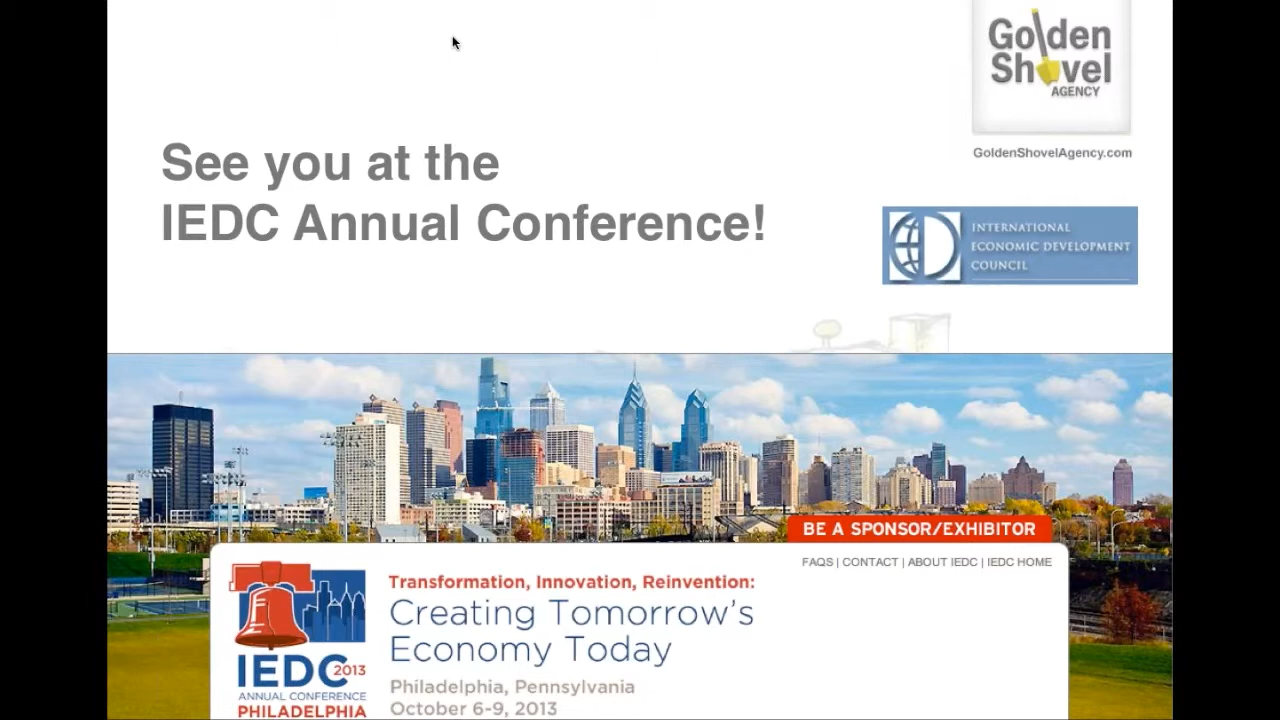 Golden
Shovel
AGENCY
GoldenShovelAgency.com
See you at the
IEDC Annual Conference!
INTERNATIONAL
ECONOMIC DEVELOPMENT
COUNCIL
BE A SPONSOR/EXHIBITOR
FAQS | CONTACT | ABOUT IEDC | IEDC HOME
Transformation, Innovation, Reinvention:
Creating Tomorrow's
Economy Today
Philadelphia, Pennsylvania
October 6-9, 2013
IEDC 2013
ANNUAL CONFERENCE
PHILADELPHIA